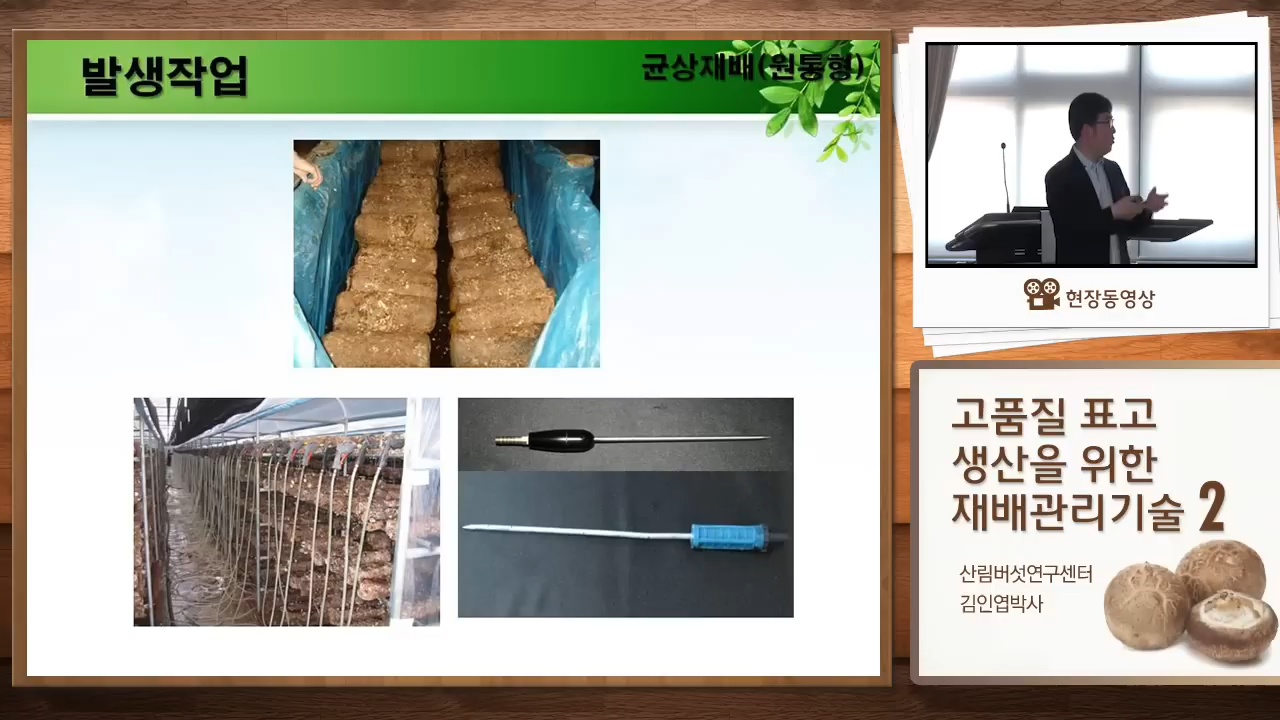 발생작업
균상재배(원통형)
현장동영상
고품질 표고
생산을 위한
재배관리기술 2
산림버섯연구센터
김인엽박사